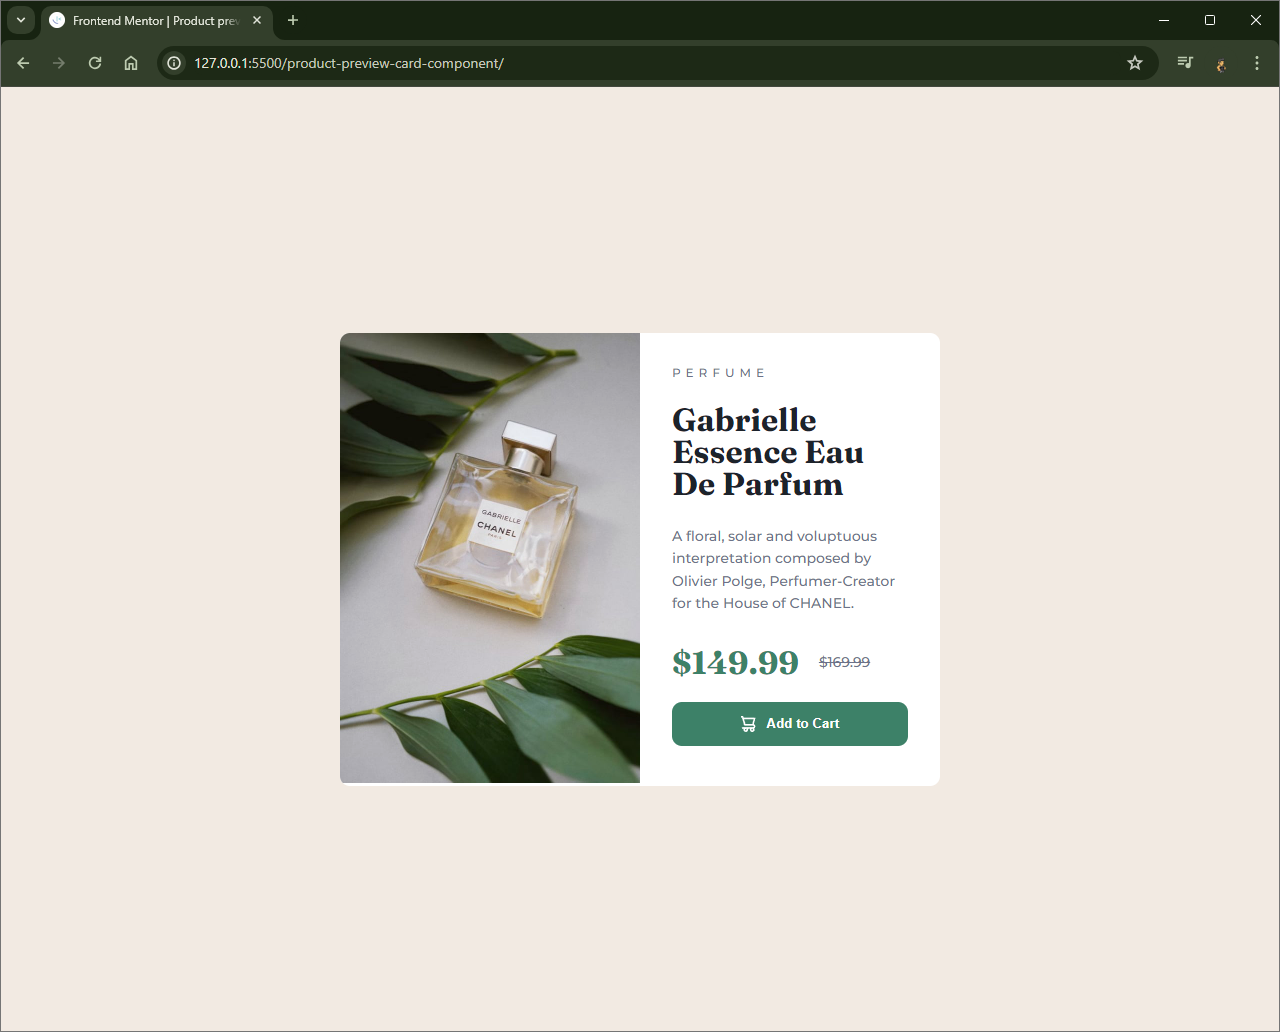 Frontend Mentor | Product prev
127.0.0.1:5500/product-preview-card-component/
GABRIELLE
CHANEL
PARIS
PERFUME
Gabrielle
Essence Eau
De Parfum
A floral, solar and voluptuous
interpretation composed by
Olivier Polge, Perfumer-Creator
for the House of CHANEL.
$149.99 $169.99
Add to Cart